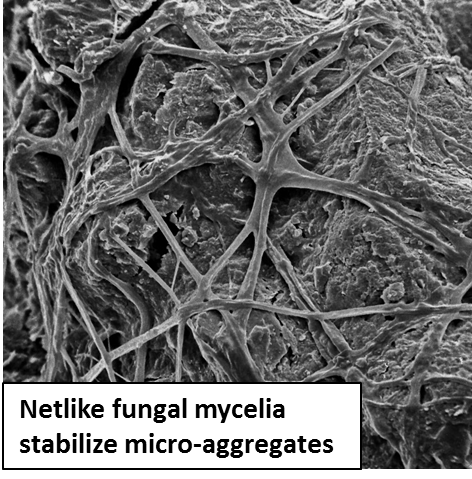 Netlike fungal mycelia
stabilize micro-aggregates